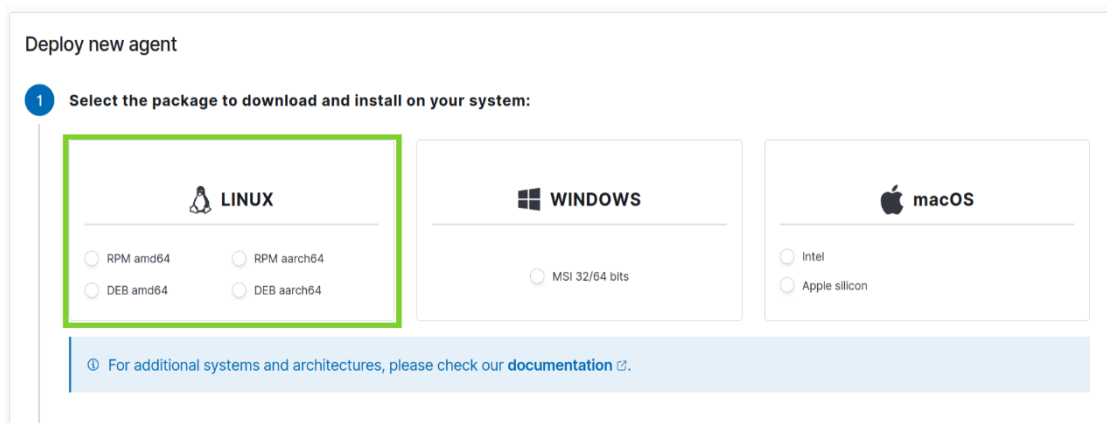 Deploy new agent
1 Select the package to download and install on your system:
LINUX
RPM amd64 RPM aarch64
DEB amd64 DEB aarch64
WINDOWS
MSI 32/64 bits
macOS
Intel
Apple silicon
For additional systems and architectures, please check our documentation.